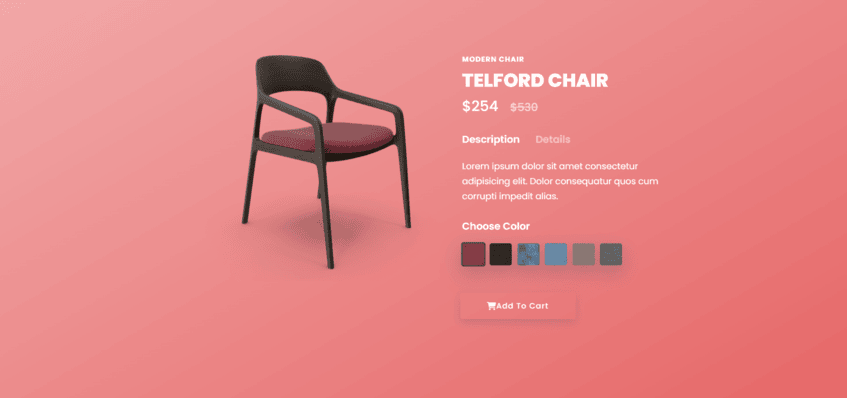 MODERN CHAIR
TELFORD CHAIR
$254 $530
Description Details
Lorem ipsum dolor sit amet consectetur
adipisicing elit. Dolor consequatur quos cum
corrupti impedit alias.
Choose Color
Add To Cart